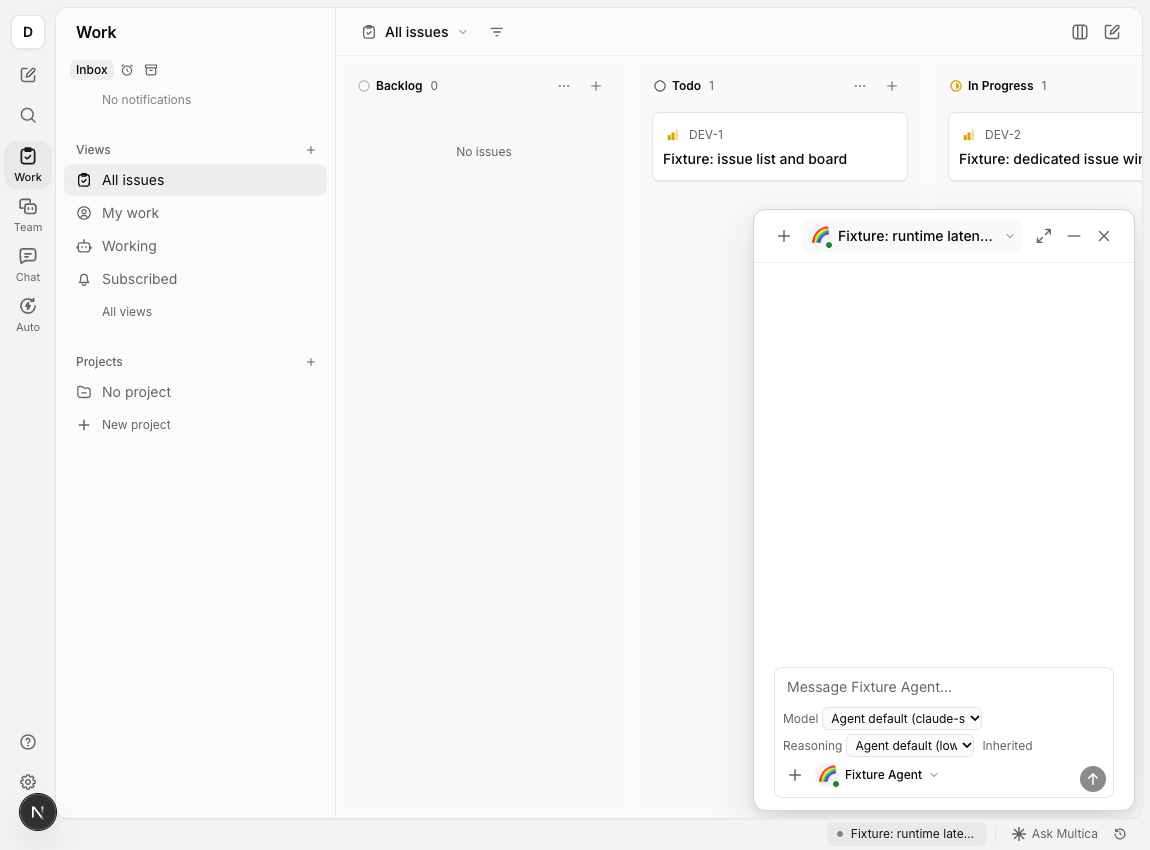 D
Work
Team
Chat
Auto
N
Work
Inbox
No notifications
Views
All issues
My work
Working
Subscribed
All views
Projects
No project
New project
All issues
Backlog 0
No issues
Todo 1
DEV-1
Fixture: issue list and board
In Progress 1
DEV-2
Fixture: dedicated issue
Fixture: runtime laten...
Message Fixture Agent...
Model Agent default (claude-s
Reasoning Agent default (low Inherited
Fixture Agent
Fixture: runtime late...
Ask Multica